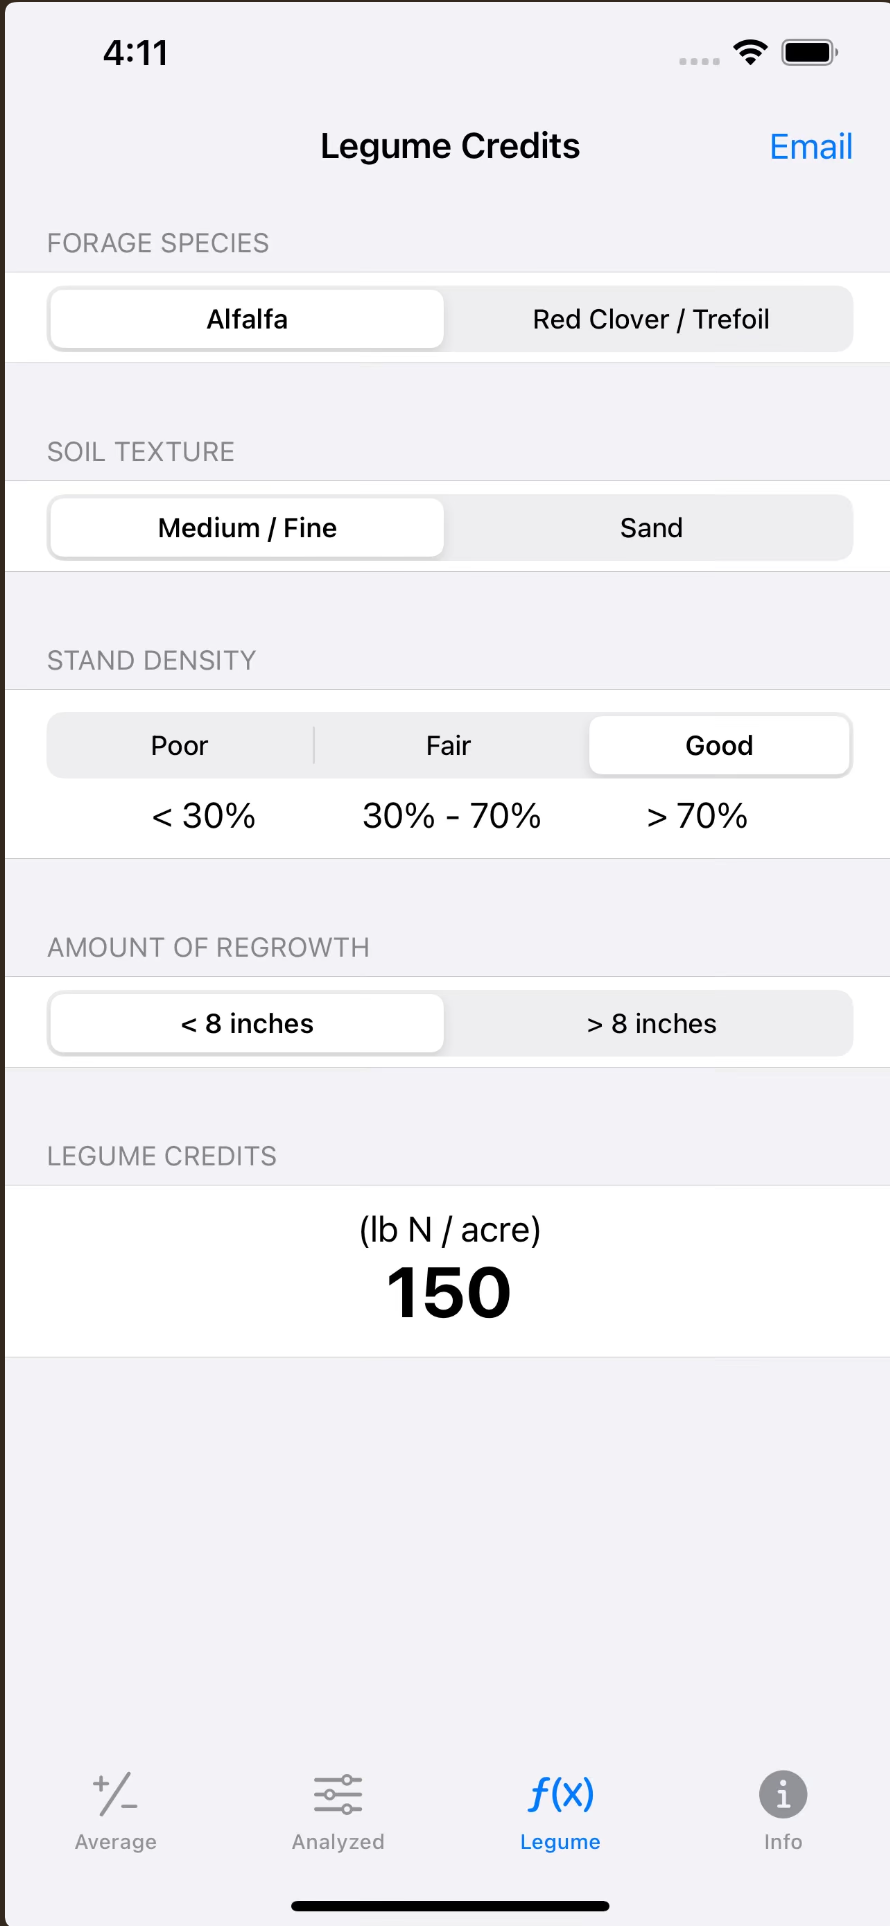 4:11
Legume Credits
Email
FORAGE SPECIES
Alfalfa Red Clover / Trefoil
SOIL TEXTURE
Medium / Fine Sand
STAND DENSITY
Poor Fair Good
< 30% 30% - 70% > 70%
AMOUNT OF REGROWTH
< 8 inches > 8 inches
LEGUME CREDITS
(lb N / acre)
150
+/− ƒ(x) i
Average Analyzed Legume Info